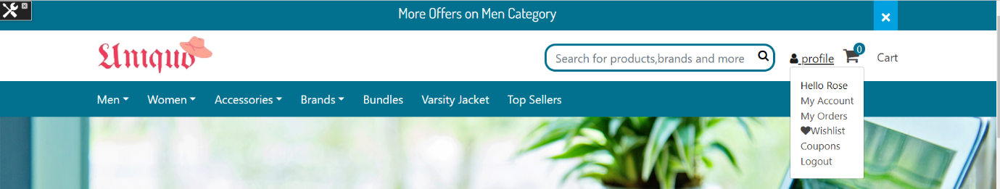 More Offers on Men Category
×
Uniquo
Search for products,brands and more
profile
0
Cart
Men
Women
Accessories
Brands
Bundles
Varsity Jacket
Top Sellers
Hello Rose
My Account
My Orders
Wishlist
Coupons
Logout